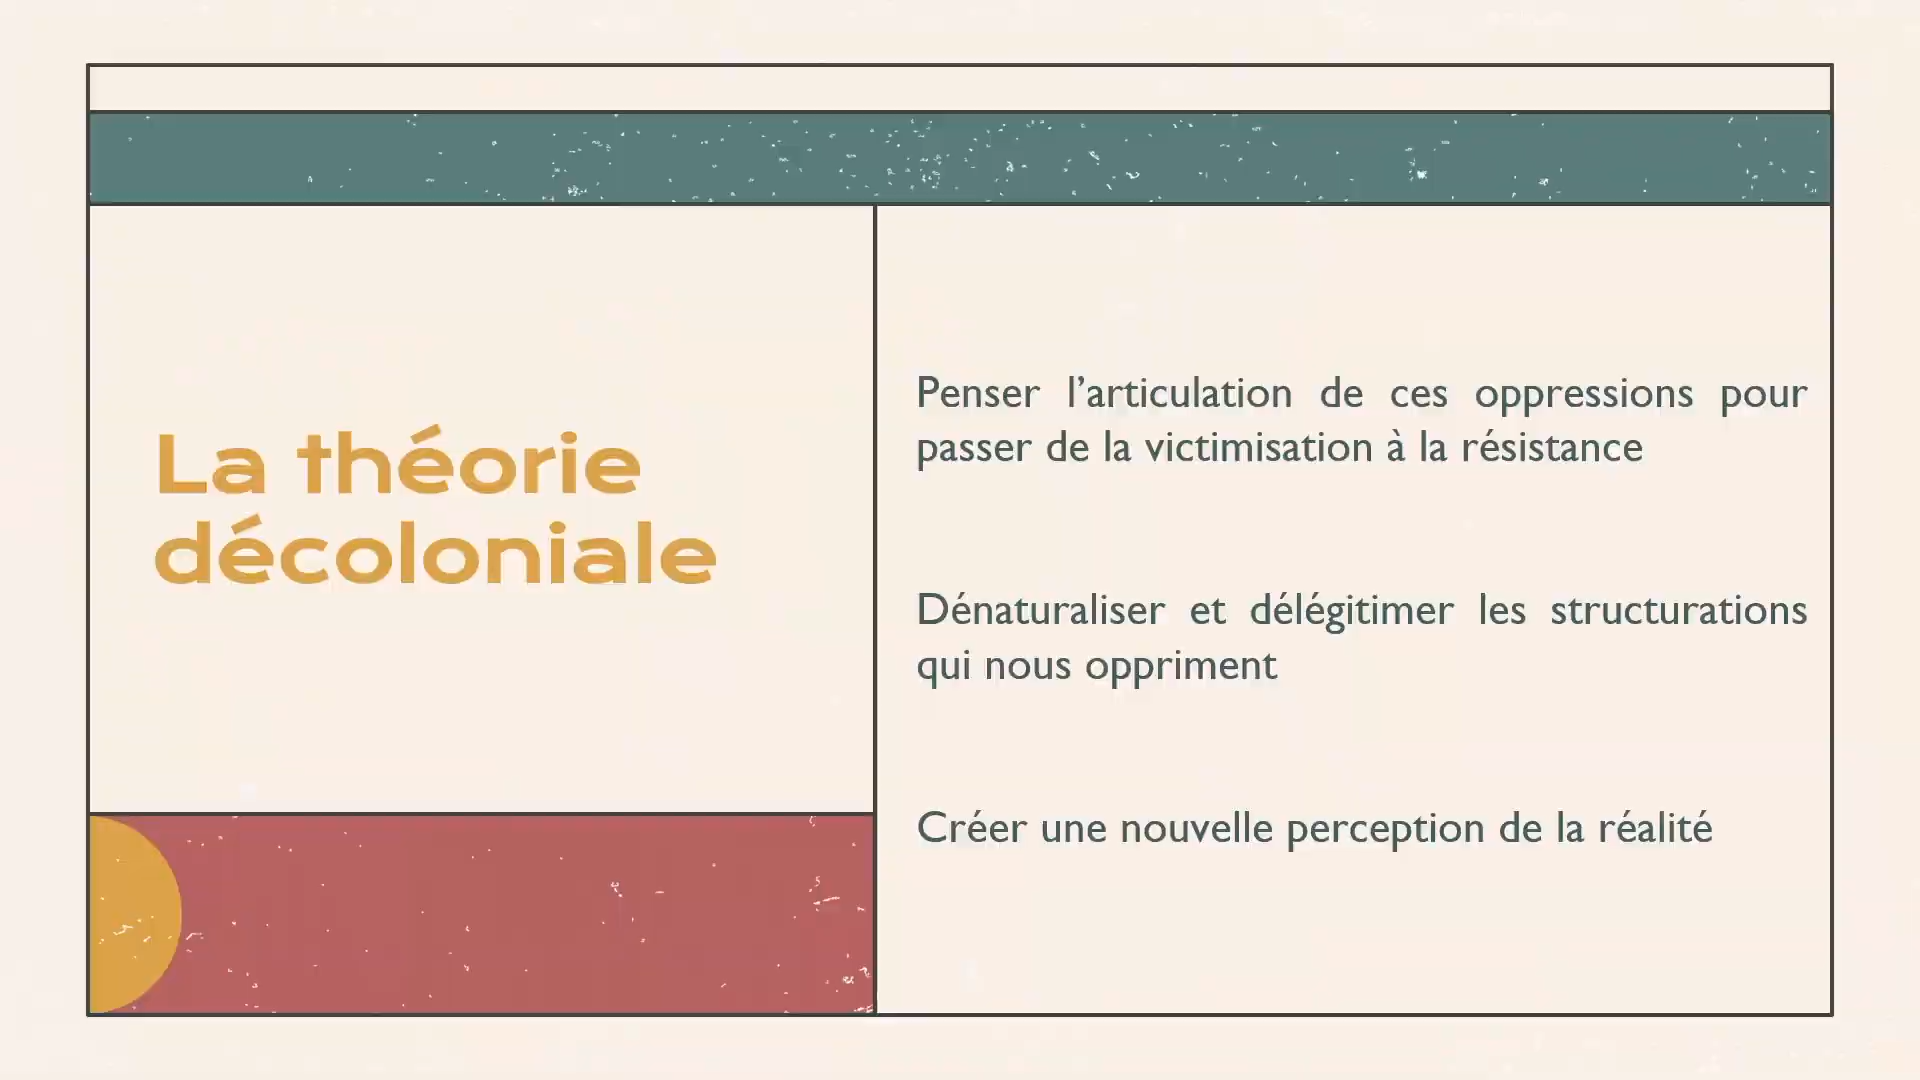 La théorie
décoloniale
Penser l’articulation de ces oppressions pour
passer de la victimisation à la résistance
Dénaturaliser et délégitimer les structurations
qui nous oppriment
Créer une nouvelle perception de la réalité